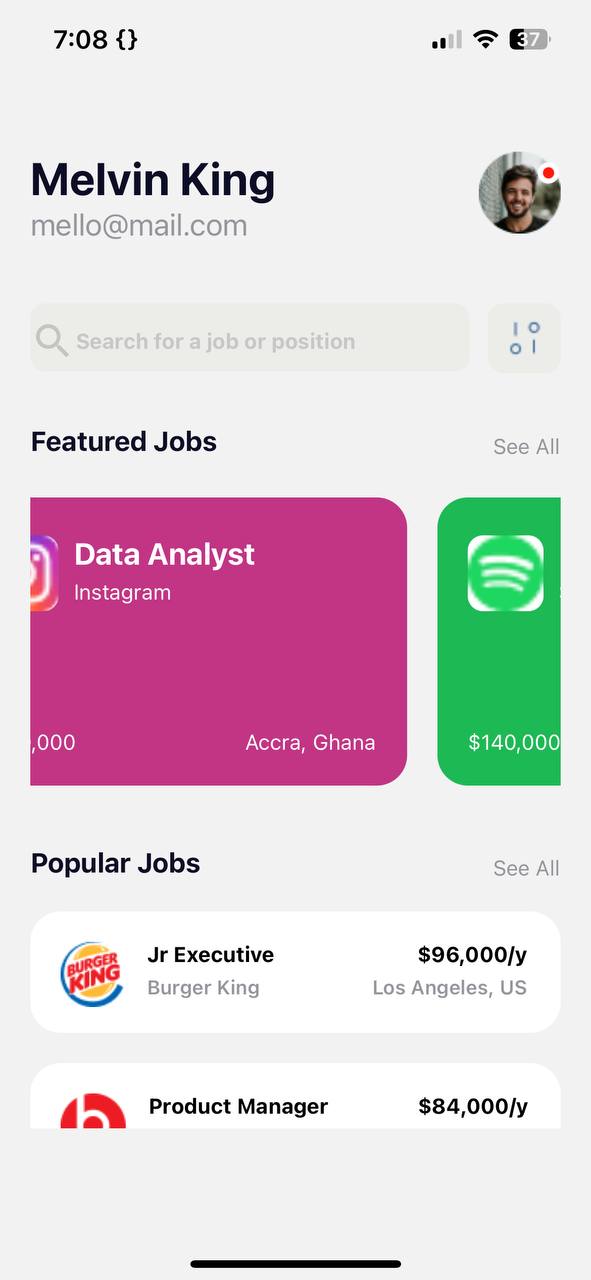 7:08 {}
37
Melvin King
mello@mail.com
Search for a job or position
Featured Jobs
See All
Data Analyst
Instagram
,000
Accra, Ghana
$140,000
Popular Jobs
See All
BURGER
KING
Jr Executive
$96,000/y
Burger King
Los Angeles, US
Product Manager
$84,000/y